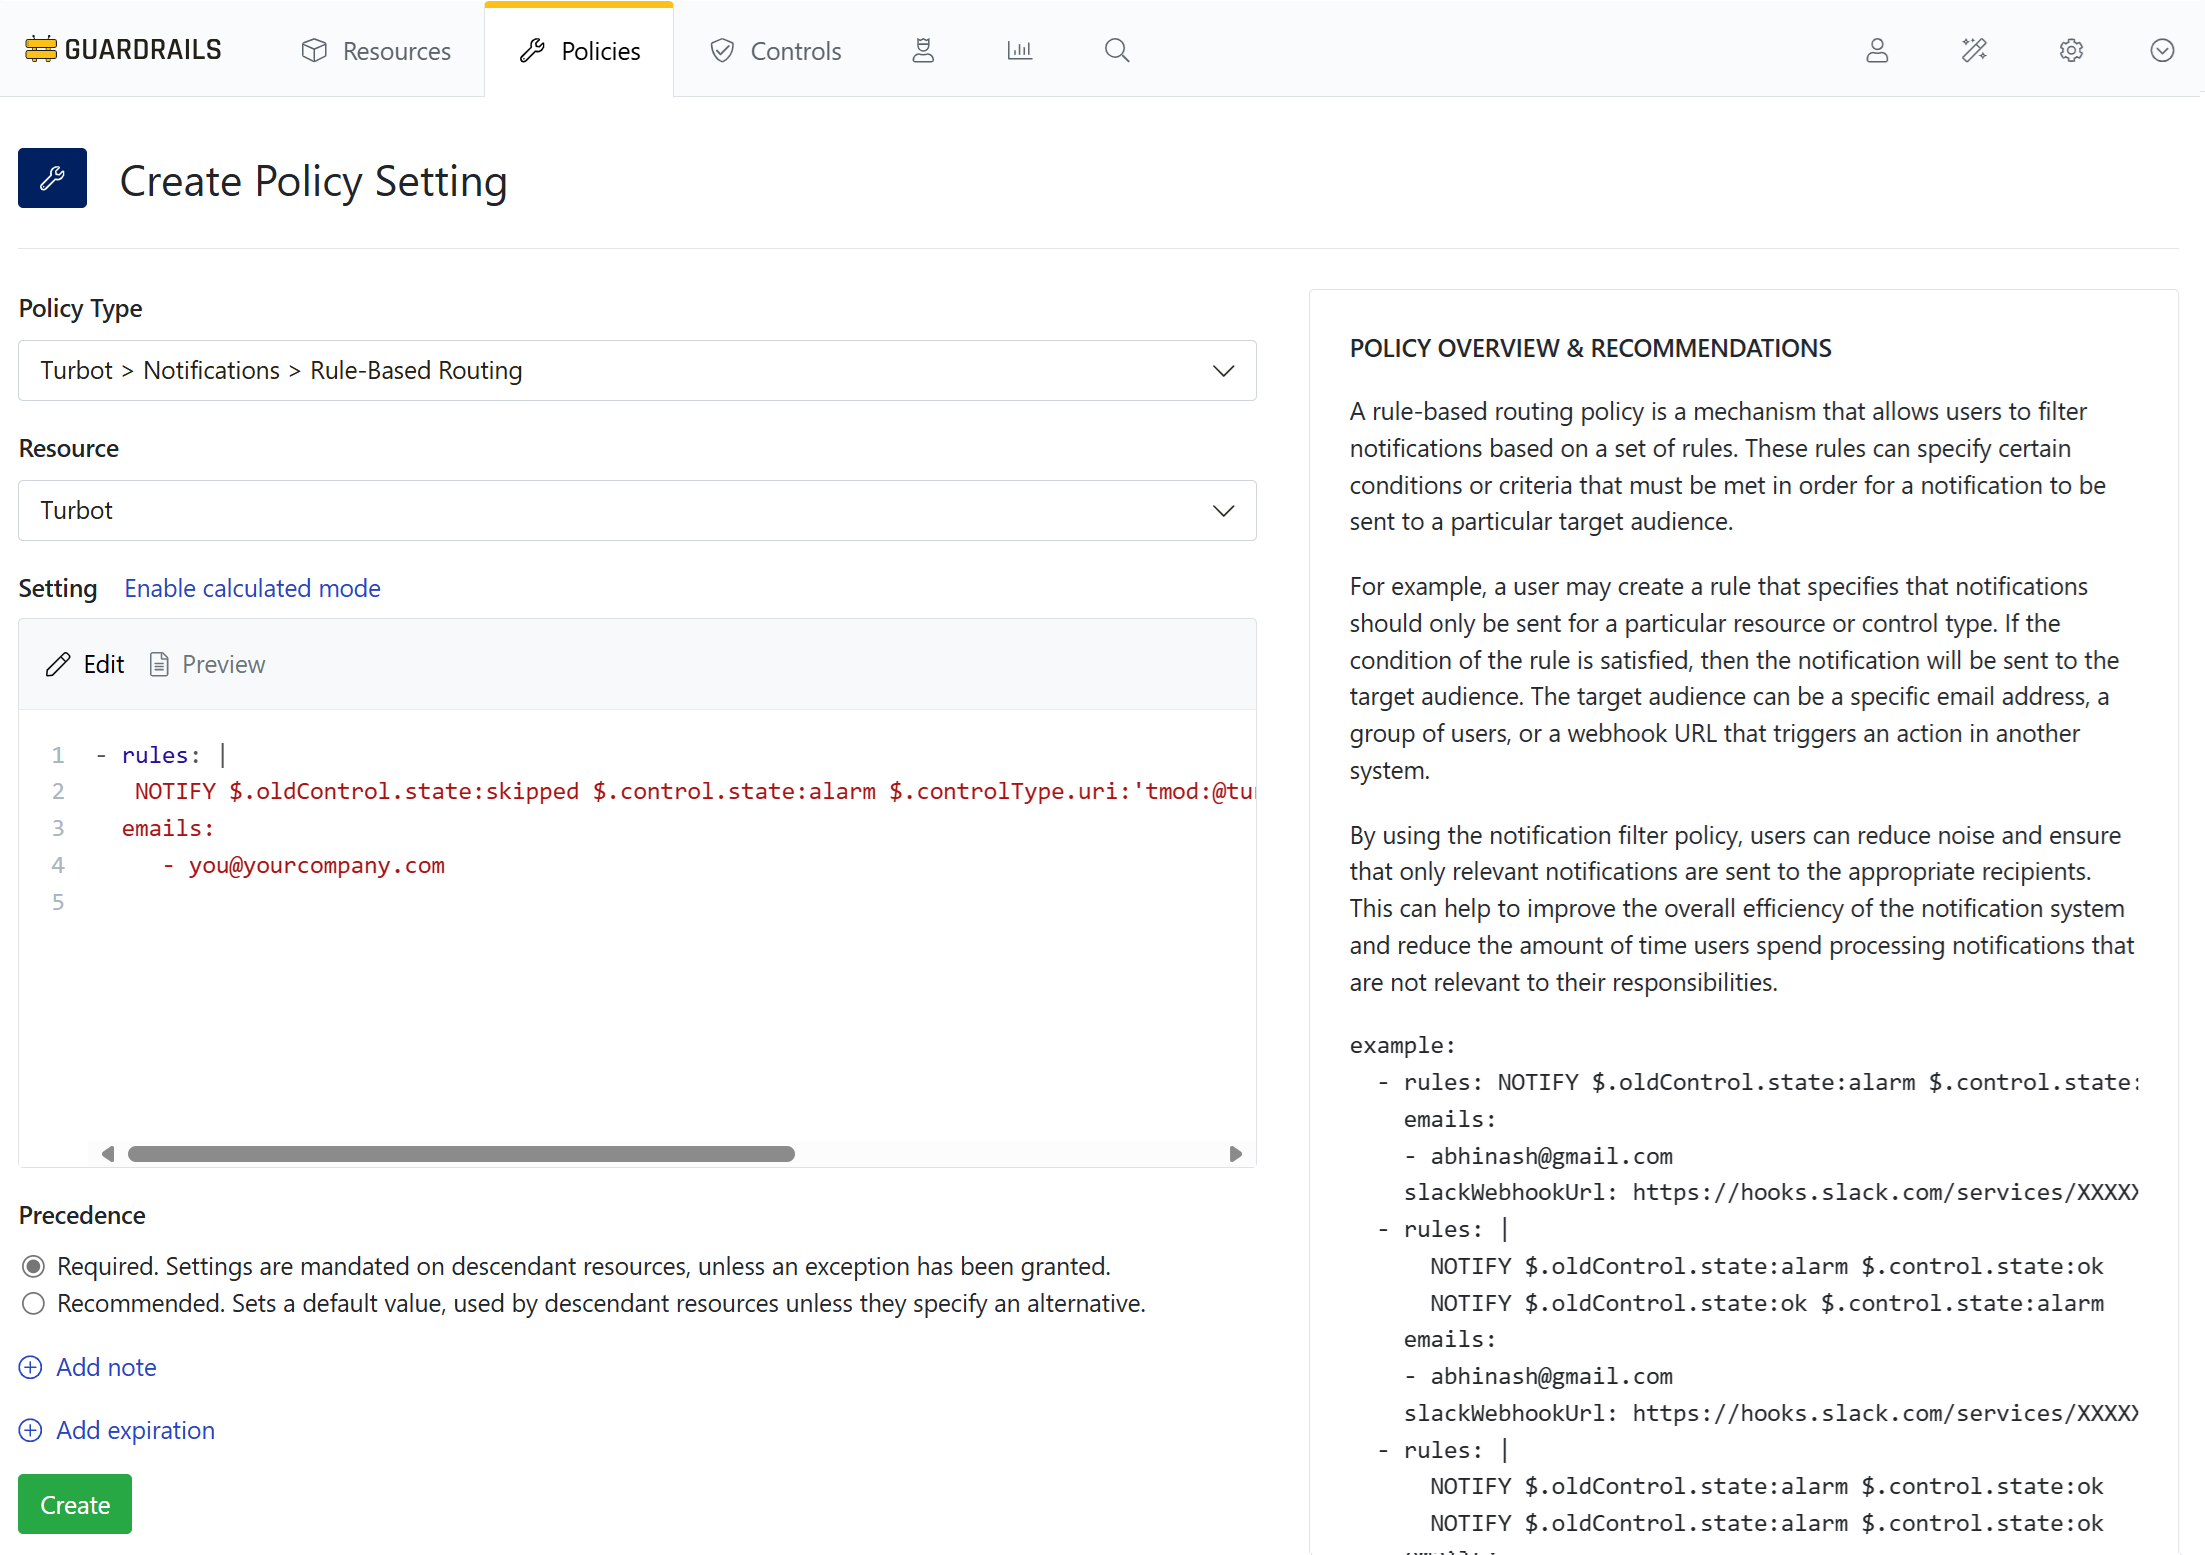 GUARDRAILS
Resources
Policies
Controls
Create Policy Setting
Policy Type
Turbot > Notifications > Rule-Based Routing
Resource
Turbot
Setting Enable calculated mode
Edit Preview
1 - rules: |
2 NOTIFY $.oldControl.state:skipped $.control.state:alarm $.controlType.uri:'tmod:@tu
3 emails:
4 - you@yourcompany.com
5
Precedence
Required. Settings are mandated on descendant resources, unless an exception has been granted.
Recommended. Sets a default value, used by descendant resources unless they specify an alternative.
Add note
Add expiration
Create
POLICY OVERVIEW & RECOMMENDATIONS
A rule-based routing policy is a mechanism that allows users to filter
notifications based on a set of rules. These rules can specify certain
conditions or criteria that must be met in order for a notification to be
sent to a particular target audience.
For example, a user may create a rule that specifies that notifications
should only be sent for a particular resource or control type. If the
condition of the rule is satisfied, then the notification will be sent to the
target audience. The target audience can be a specific email address, a
group of users, or a webhook URL that triggers an action in another
system.
By using the notification filter policy, users can reduce noise and ensure
that only relevant notifications are sent to the appropriate recipients.
This can help to improve the overall efficiency of the notification system
and reduce the amount of time users spend processing notifications that
are not relevant to their responsibilities.
example:
- rules: NOTIFY $.oldControl.state:alarm $.control.state:
emails:
- abhinash@gmail.com
slackWebhookUrl: https://hooks.slack.com/services/XXXXX
- rules: |
NOTIFY $.oldControl.state:alarm $.control.state:ok
NOTIFY $.oldControl.state:ok $.control.state:alarm
emails:
- abhinash@gmail.com
slackWebhookUrl: https://hooks.slack.com/services/XXXXX
- rules: |
NOTIFY $.oldControl.state:alarm $.control.state:ok
NOTIFY $.oldControl.state:alarm $.control.state:ok